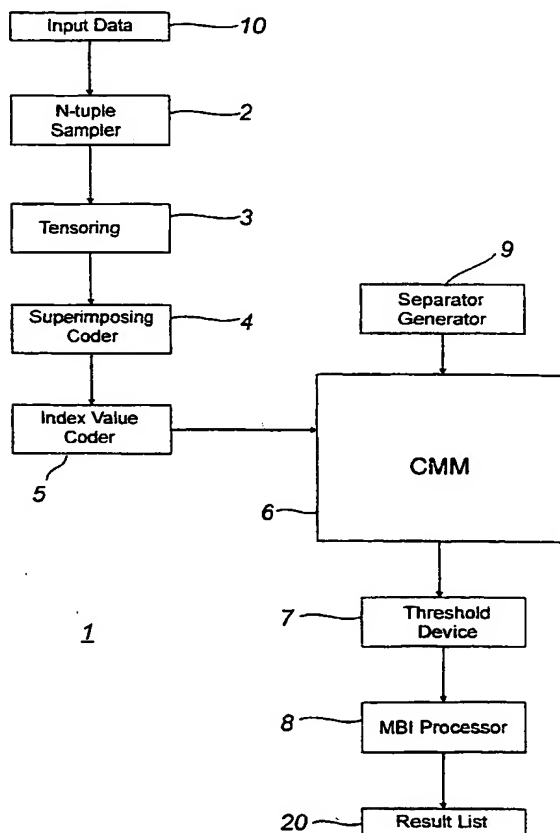 Input Data
10
N-tuple
Sampler
2
Tensoring
3
Superimposing
Coder
4
Index Value
Coder
5
9
Separator
Generator
CMM
6
7
Threshold
Device
1
8
MBI Processor
20
Result List